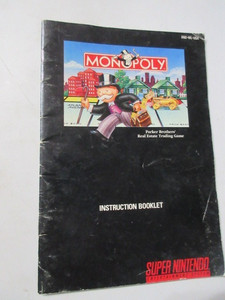 MONOPOLY
Parker Brothers'
Real Estate Trading Game
INSTRUCTION BOOKLET
SUPER NINTENDO